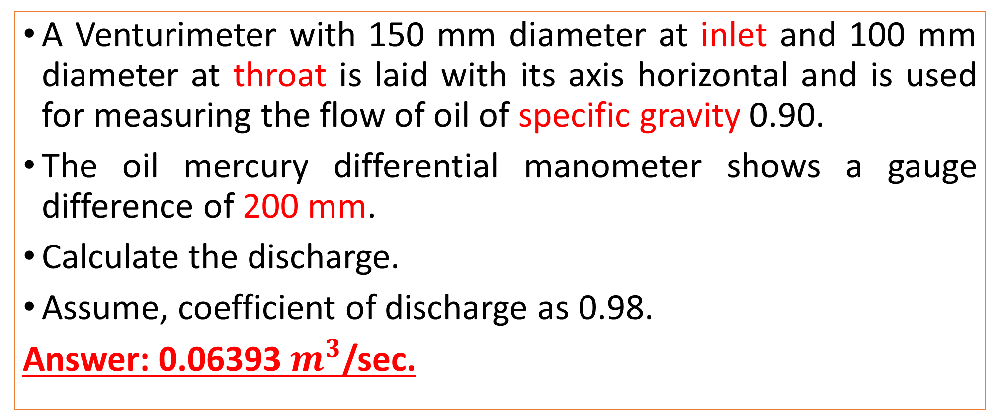 • A Venturimeter with 150 mm diameter at inlet and 100 mm
diameter at throat is laid with its axis horizontal and is used
for measuring the flow of oil of specific gravity 0.90.
• The oil mercury differential manometer shows a gauge
difference of 200 mm.
• Calculate the discharge.
• Assume, coefficient of discharge as 0.98.
Answer: 0.06393 m³/sec.